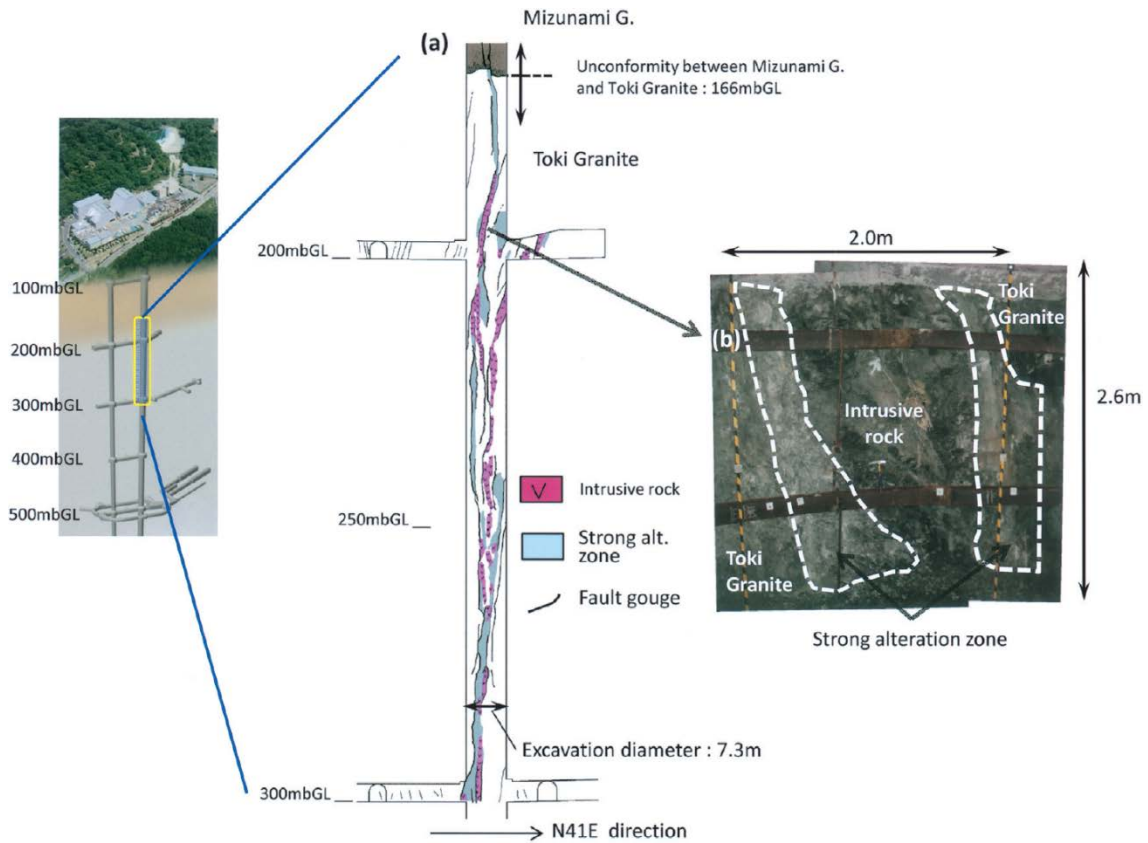 Mizunami G.
(a)
Unconformity between Mizunami G.
and Toki Granite : 166mbGL
Toki Granite
100mbGL
200mbGL
300mbGL
400mbGL
500mbGL
200mbGL
250mbGL
300mbGL
Intrusive rock
Strong alt.
zone
Fault gouge
Excavation diameter : 7.3m
N41E direction
2.0m
2.6m
(b)
Toki
Granite
Intrusive
rock
Toki
Granite
Strong alteration zone